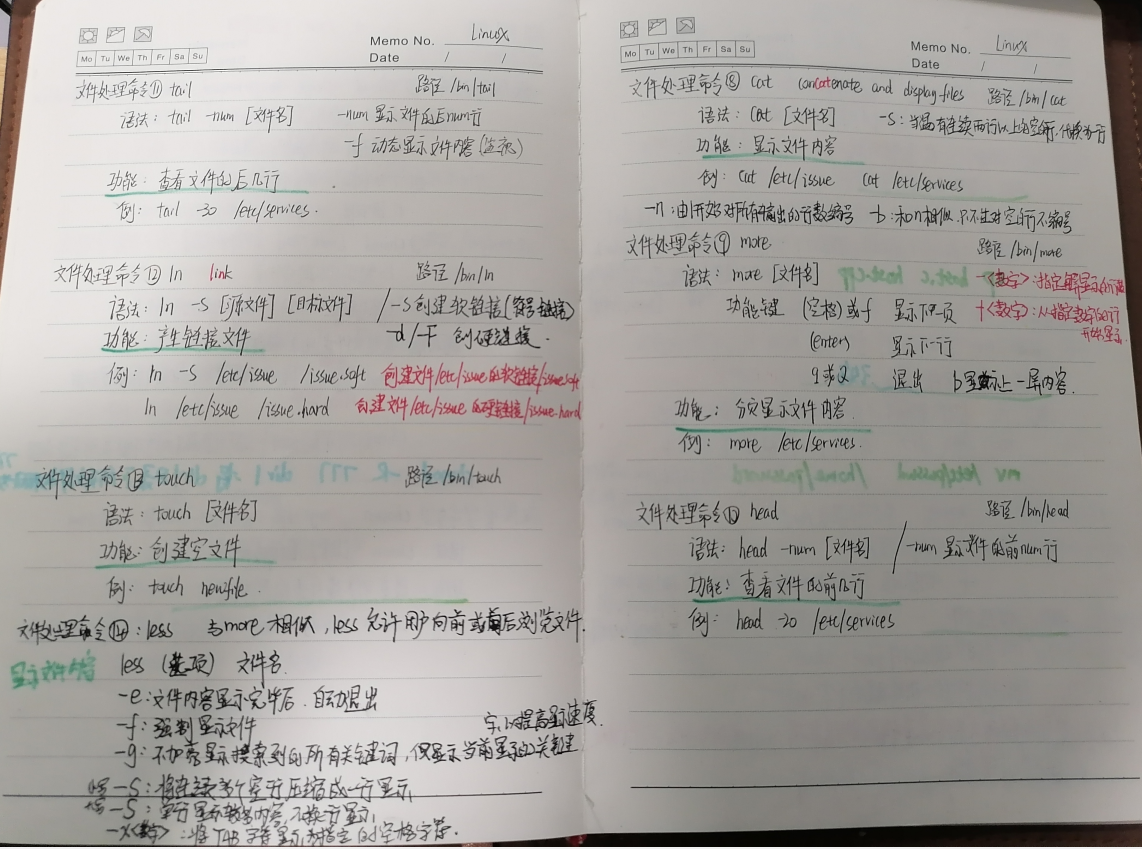 Memo No. Linux
Mo Tu We Th Fr Sa Su
Date / /
文件处理命令⑪ tail 路径 /bin/tail
语法: tail -num [文件名] -num 显示文件的后num行
-f 动态显示文件内容
功能: 查看文件的后几行
例: tail -30 /etc/services.
文件处理命令⑫ ln link 路径 /bin/ln
语法: ln -s [源文件] [目标文件] / -s 创建软链接(符号链接)
功能: 产生链接文件 -d/-F 创硬连接.
例: ln -s /etc/issue /issue.soft 创建文件/etc/issue的软链接/issue.soft
ln /etc/issue /issue.hard 创建文件/etc/issue的硬链接/issue.hard
文件处理命令⑬ touch 路径 /bin/touch
语法: touch [文件名]
功能: 创建空文件
例: touch newfile.
文件处理命令⑭: less 与more相似, less 允许用户向前或向后浏览文件.
显示文件内容 less (选项) 文件名.
-e: 文件内容显示完毕后. 自动退出
-f: 强制显示文件
字,以提高显示速度.
-g: 不加亮显示搜索到的所有关键词, 仅显示当前显示的关键
-S: 将连续多个空行压缩成一行显示
-S: 单行显示较长内容, 不换行显示
-x<数字>: 将TAB字符显示为指定的空格字符.
Memo No. Linux
Mo Tu We Th Fr Sa Su
Date / /
文件处理命令⑧ cat concatenate and display files 路径 /bin/cat
语法: cat [文件名] -s: 当遇有连续两行以上的空行, 代换为一行
功能: 显示文件内容
例: cat /etc/issue cat /etc/services
-n: 由1开始对所有输出的行数编号 -b: 和n相似, 只不过对空白行不编号
文件处理命令⑨ more 路径 /bin/more
语法: more [文件名] -<数字>: 指定
功能键 (空格)或f 显示下一页 +<数字>: 从指定数字的行
(enter) 显示下一行 开始显示
q 或 Q 退出 b显示上一屏内容.
功能: 分页显示文件内容.
例: more /etc/services.
文件处理命令⑩ head 路径 /bin/head
语法: head -num [文件名] / -num 显示文件的前num行
功能: 查看文件的前几行
例: head -20 /etc/services